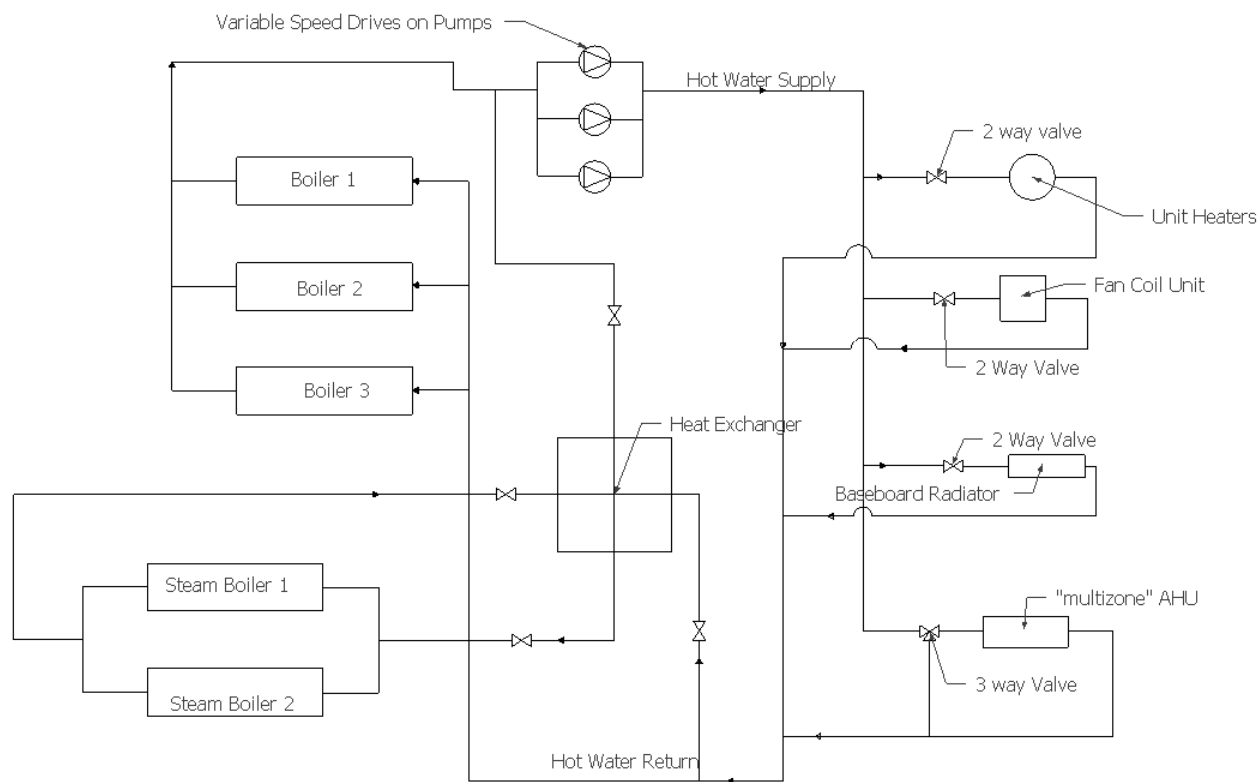 Variable Speed Drives on Pumps
Hot Water Supply
2 way valve
Boiler 1
Unit Heaters
Boiler 2
Fan Coil Unit
2 Way Valve
Boiler 3
Heat Exchanger
2 Way Valve
Baseboard Radiator
Steam Boiler 1
"multizone" AHU
3 way Valve
Steam Boiler 2
Hot Water Return